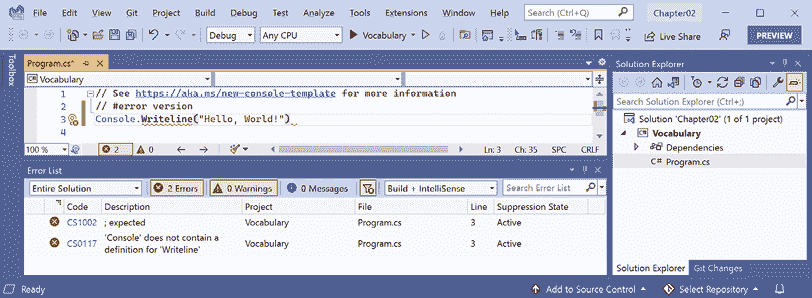 File Edit View Git Project Build Debug Test Analyze Tools Extensions Window Help Search (Ctrl+Q) Chapter02
Debug Any CPU Vocabulary Live Share PREVIEW
Toolbox
Program.cs*
Vocabulary
1 // See https://aka.ms/new-console-template for more information
2 // #error version
3 Console.Writeline("Hello, World!")
4
100 % 2 0 Ln: 3 Ch: 35 SPC CRLF
Error List
Entire Solution 2 Errors 0 Warnings 0 Messages Build + IntelliSense Search Error List
Code Description Project File Line Suppression State
CS1002 ; expected Vocabulary Program.cs 3 Active
CS0117 'Console' does not contain a definition for 'Writeline' Vocabulary Program.cs 3 Active
Solution Explorer
Search Solution Explorer (Ctrl+;)
Solution 'Chapter02' (1 of 1 project)
Vocabulary
Dependencies
C# Program.cs
Solution Explorer Git Changes
Ready Add to Source Control Select Repository